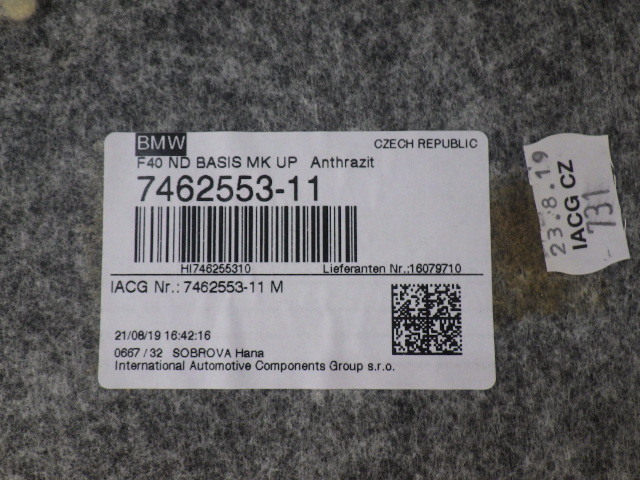 BMW CZECH REPUBLIC
F40 ND BASIS MK UP Anthrazit
7462553-11
HI746255310 Lieferanten Nr.:16079710
IACG Nr.: 7462553-11 M
21/08/19 16:42:16
0667 / 32 SOBROVA Hana
International Automotive Components Group s.r.o.
23.8.19
IACG CZ
731